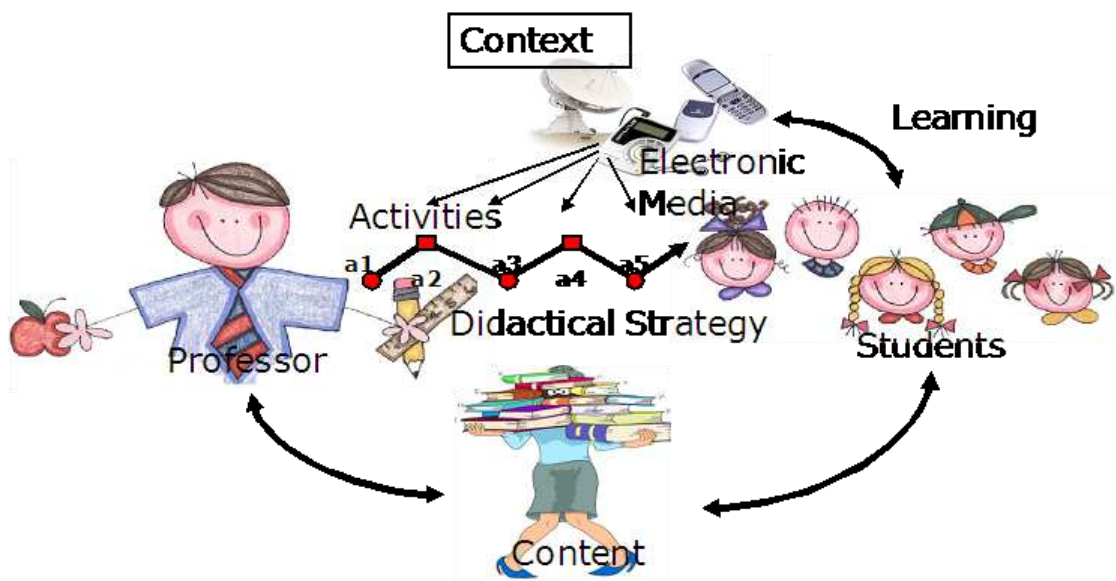 Context
Learning
Electronic
Media
Activities
a1
a2
a3
a4
a5
Didactical Strategy
Professor
Students
Content